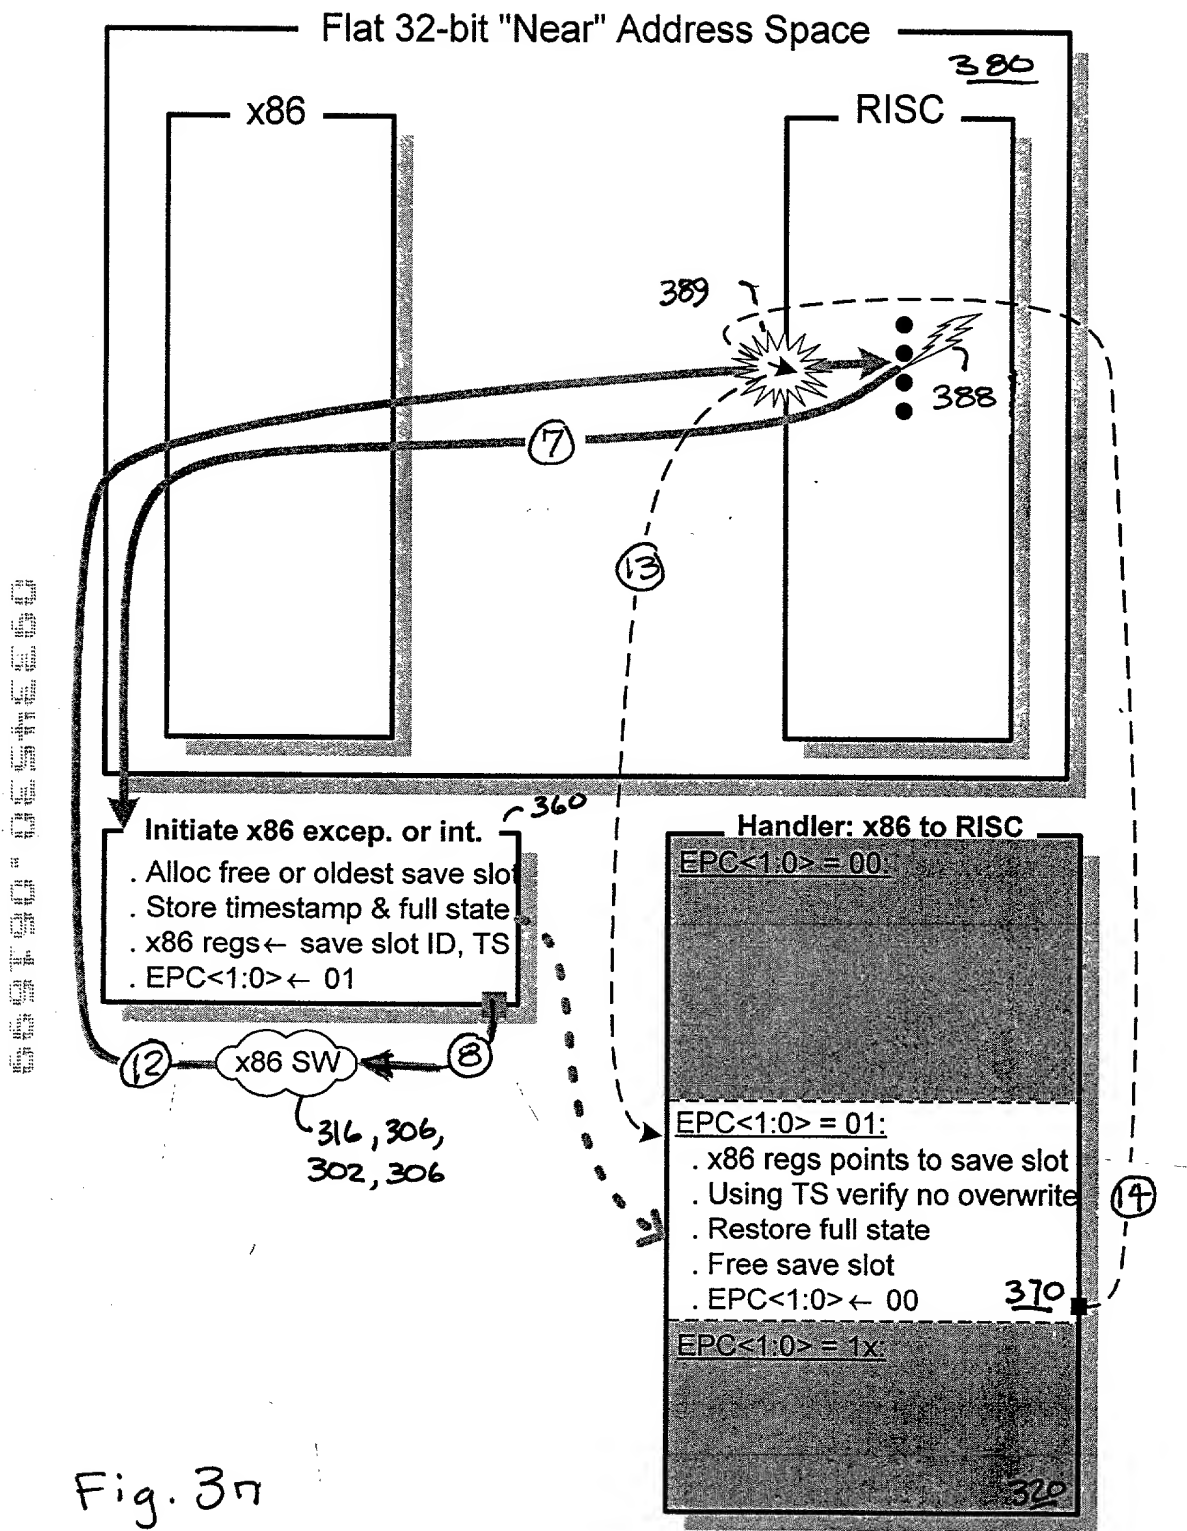 Flat 32-bit "Near" Address Space
380
x86
RISC
389
388
7
13
360
Initiate x86 excep. or int.
. Alloc free or oldest save slot
. Store timestamp & full state
. x86 regs← save slot ID, TS
. EPC<1:0>← 01
12
x86 SW
8
316, 306,
302, 306
Handler: x86 to RISC
EPC<1:0> = 00:
EPC<1:0> = 01:
. x86 regs points to save slot
. Using TS verify no overwrite
. Restore full state
. Free save slot
. EPC<1:0>← 00
370
14
EPC<1:0> = 1x:
320
Fig. 3n